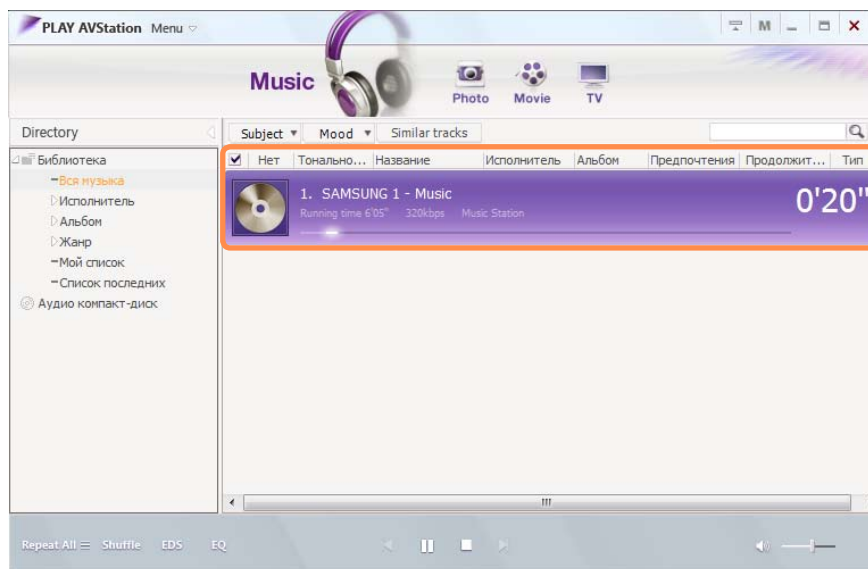 PLAY AVStation Menu
M
Music
Photo Movie TV
Directory
Subject Mood Similar tracks
Библиотека
Вся музыка
Исполнитель
Альбом
Жанр
Мой список
Список последних
Аудио компакт-диск
Нет Тонально... Название Исполнитель Альбом Предпочтения Продолжит... Тип
1. SAMSUNG 1 - Music
Running time 6'05" 320kbps Music Station
0'20"
Repeat All Shuffle EDS EQ